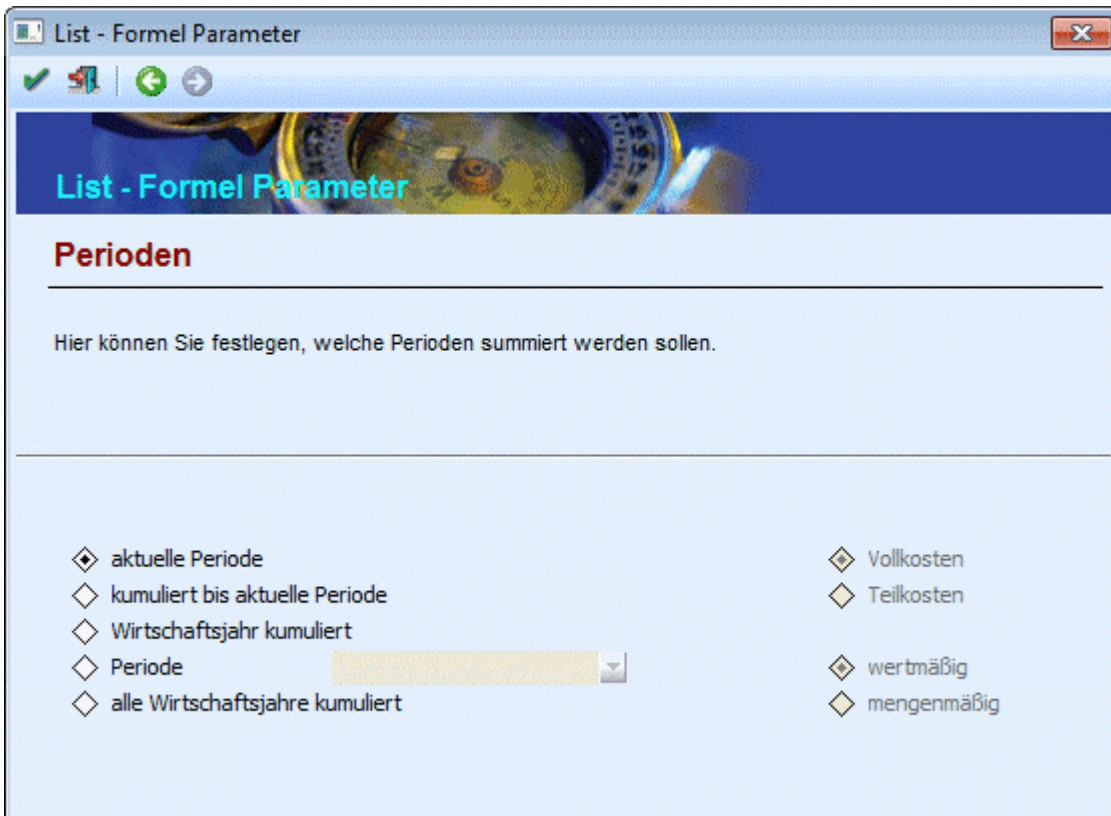 List - Formel Parameter
List - Formel Parameter
Perioden
Hier können Sie festlegen, welche Perioden summiert werden sollen.
aktuelle Periode
kumuliert bis aktuelle Periode
Wirtschaftsjahr kumuliert
Periode
alle Wirtschaftsjahre kumuliert
Vollkosten
Teilkosten
wertmäßig
mengenmäßig